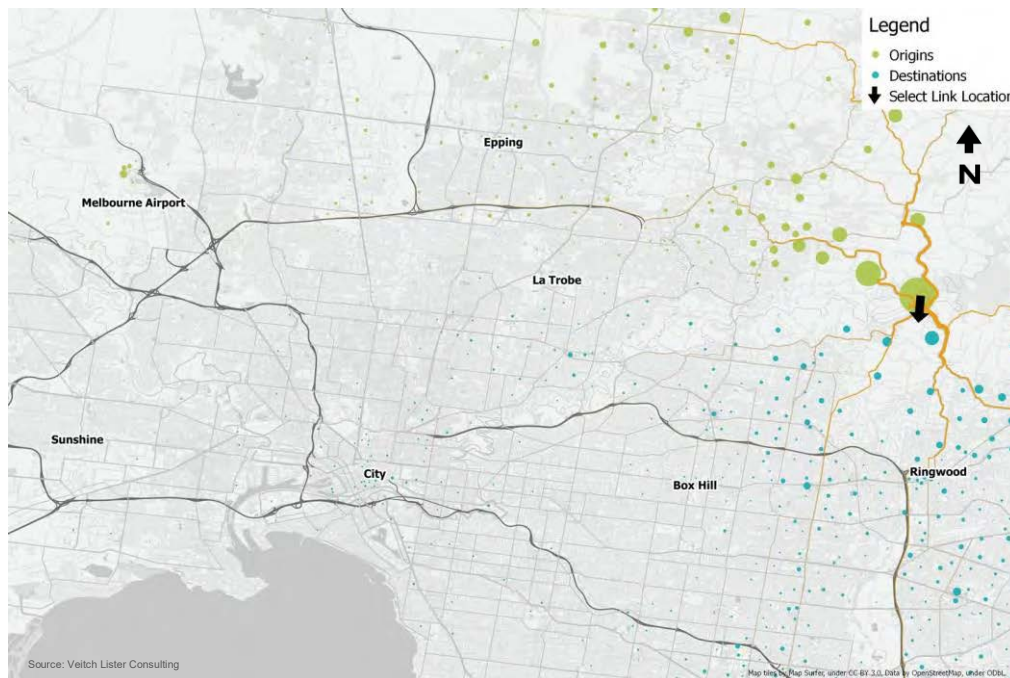 Legend
Origins
Destinations
Select Link Location
N
Epping
Melbourne Airport
La Trobe
Sunshine
City
Box Hill
Ringwood
Source: Veitch Lister Consulting
Map tiles by Map Surfer, under CC BY 3.0. Data by OpenStreetMap, under ODbL.